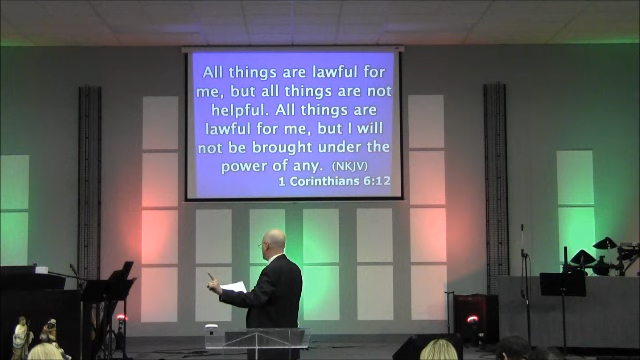 All things are lawful for
me, but all things are not
helpful. All things are
lawful for me, but I will
not be brought under the
power of any. (NKJV)
1 Corinthians 6:12